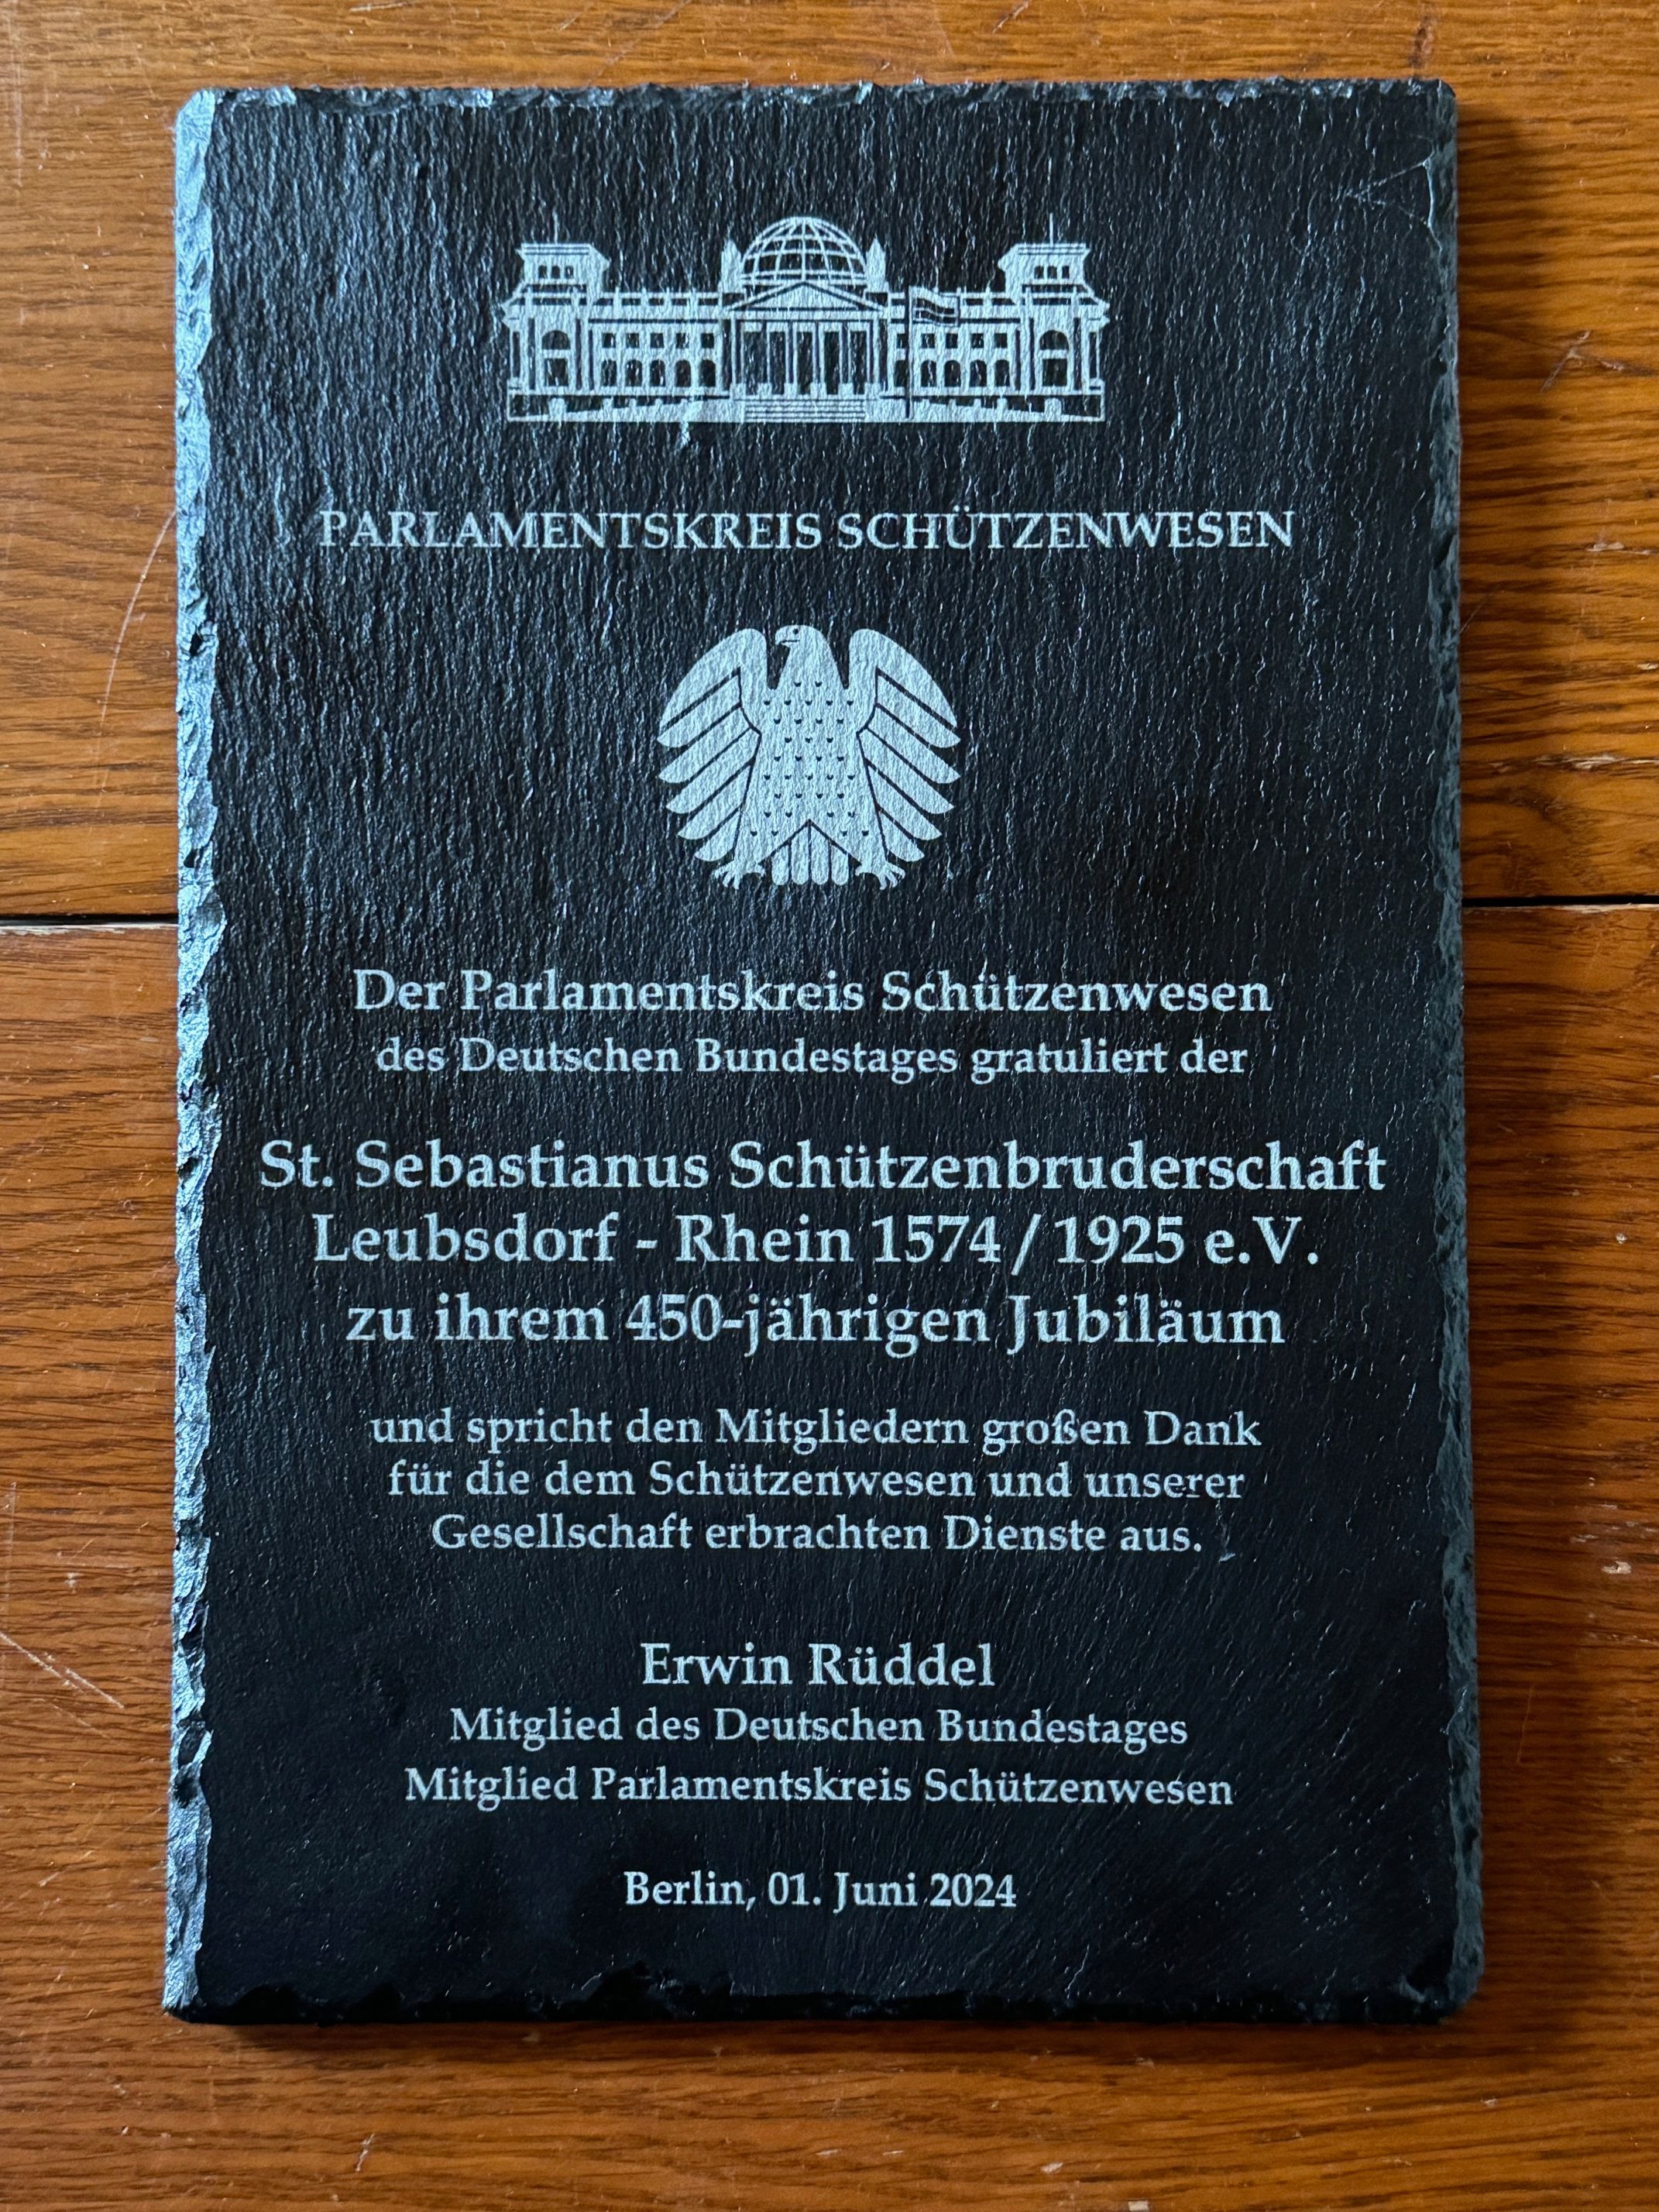 PARLAMENTSKREIS SCHÜTZENWESEN
Der Parlamentskreis Schützenwesen
des Deutschen Bundestages gratuliert der
St. Sebastianus Schützenbruderschaft
Leubsdorf - Rhein 1574 / 1925 e.V.
zu ihrem 450-jährigen Jubiläum
und spricht den Mitgliedern großen Dank
für die dem Schützenwesen und unserer
Gesellschaft erbrachten Dienste aus.
Erwin Rüddel
Mitglied des Deutschen Bundestages
Mitglied Parlamentskreis Schützenwesen
Berlin, 01. Juni 2024